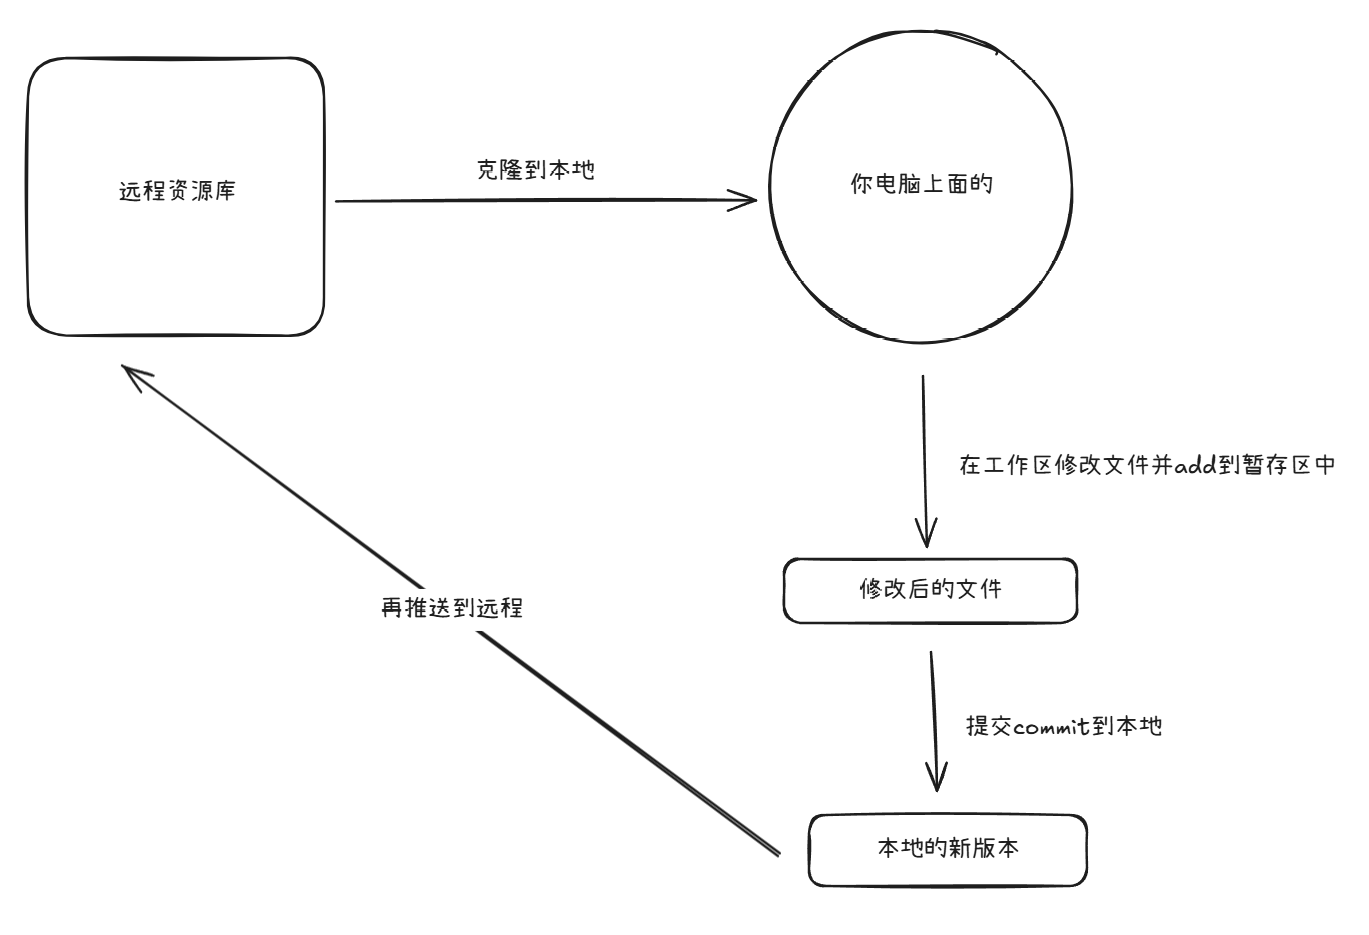 远程资源库
克隆到本地
你电脑上面的
在工作区修改文件并add到暂存区中
修改后的文件
再推送到远程
提交commit到本地
本地的新版本